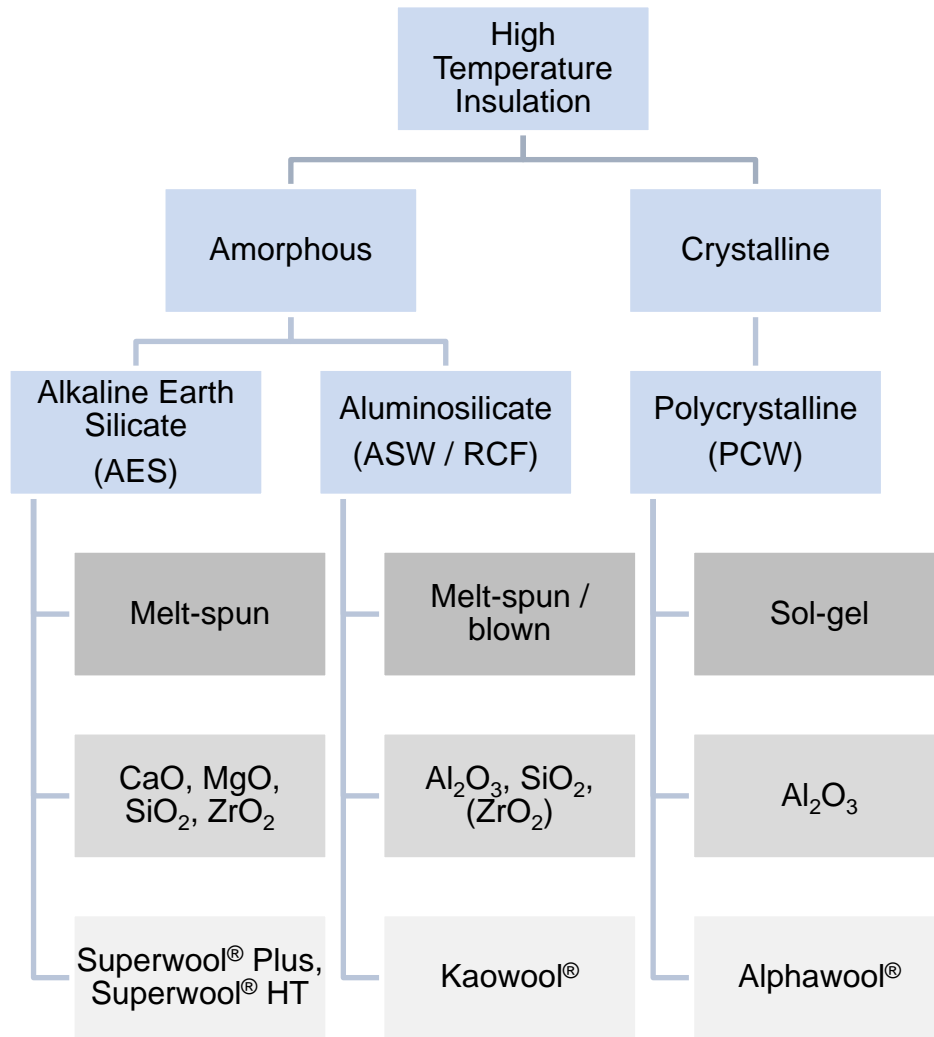 High
Temperature
Insulation
Amorphous
Crystalline
Alkaline Earth
Silicate
(AES)
Aluminosilicate
(ASW / RCF)
Polycrystalline
(PCW)
Melt-spun
Melt-spun /
blown
Sol-gel
CaO, MgO,
SiO₂, ZrO₂
Al₂O₃, SiO₂,
(ZrO₂)
Al₂O₃
Superwool® Plus,
Superwool® HT
Kaowool®
Alphawool®